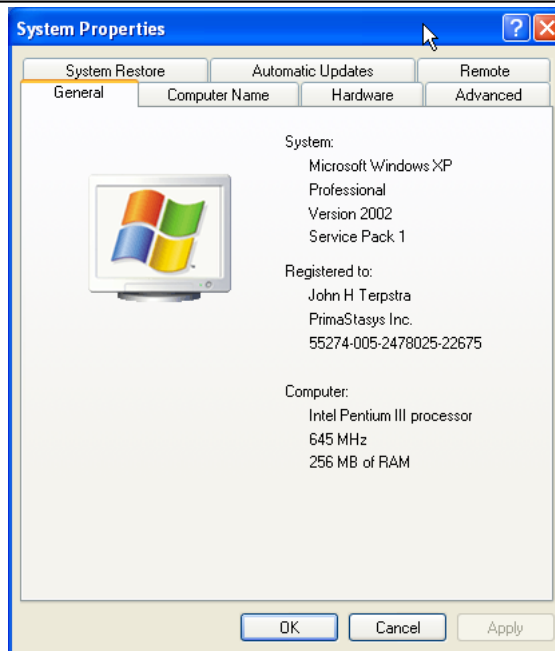 System Properties
System Restore Automatic Updates Remote
General Computer Name Hardware Advanced
System:
Microsoft Windows XP
Professional
Version 2002
Service Pack 1
Registered to:
John H Terpstra
PrimaStasys Inc.
55274-005-2478025-22675
Computer:
Intel Pentium III processor
645 MHz
256 MB of RAM
OK Cancel Apply